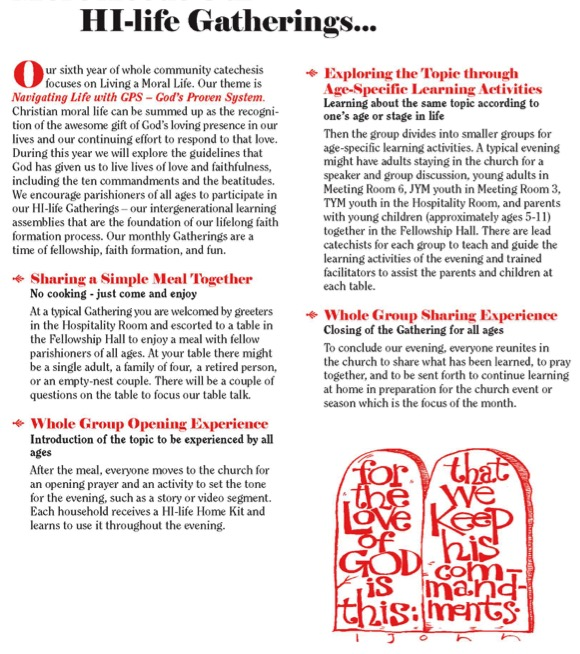 HI-life Gatherings...
Our sixth year of whole community catechesis
focuses on Living a Moral Life. Our theme is
Navigating Life with GPS – God's Proven System.
Christian moral life can be summed up as the recogni-
tion of the awesome gift of God's loving presence in our
lives and our continuing effort to respond to that love.
During this year we will explore the guidelines that
God has given us to live lives of love and faithfulness,
including the ten commandments and the beatitudes.
We encourage parishioners of all ages to participate in
our HI-life Gatherings – our intergenerational learning
assemblies that are the foundation of our lifelong faith
formation process. Our monthly Gatherings are a
time of fellowship, faith formation, and fun.
Sharing a Simple Meal Together
No cooking - just come and enjoy
At a typical Gathering you are welcomed by greeters
in the Hospitality Room and escorted to a table in
the Fellowship Hall to enjoy a meal with fellow
parishioners of all ages. At your table there might
be a single adult, a family of four, a retired person,
or an empty-nest couple. There will be a couple of
questions on the table to focus our table talk.
Whole Group Opening Experience
Introduction of the topic to be experienced by all
ages
After the meal, everyone moves to the church for
an opening prayer and an activity to set the tone
for the evening, such as a story or video segment.
Each household receives a HI-life Home Kit and
learns to use it throughout the evening.
Exploring the Topic through
Age-Specific Learning Activities
Learning about the same topic according to
one's age or stage in life
Then the group divides into smaller groups for
age-specific learning activities. A typical evening
might have adults staying in the church for a
speaker and group discussion, young adults in
Meeting Room 6, JYM youth in Meeting Room 3,
TYM youth in the Hospitality Room, and parents
with young children (approximately ages 5-11)
together in the Fellowship Hall. There are lead
catechists for each group to teach and guide the
learning activities of the evening and trained
facilitators to assist the parents and children at
each table.
Whole Group Sharing Experience
Closing of the Gathering for all ages
To conclude our evening, everyone reunites in
the church to share what has been learned, to pray
together, and to be sent forth to continue learning
at home in preparation for the church event or
season which is the focus of the month.
for
the
Love
of
GOD
is
this:
that
we
keep
his
com-
mand-
ments.
I John